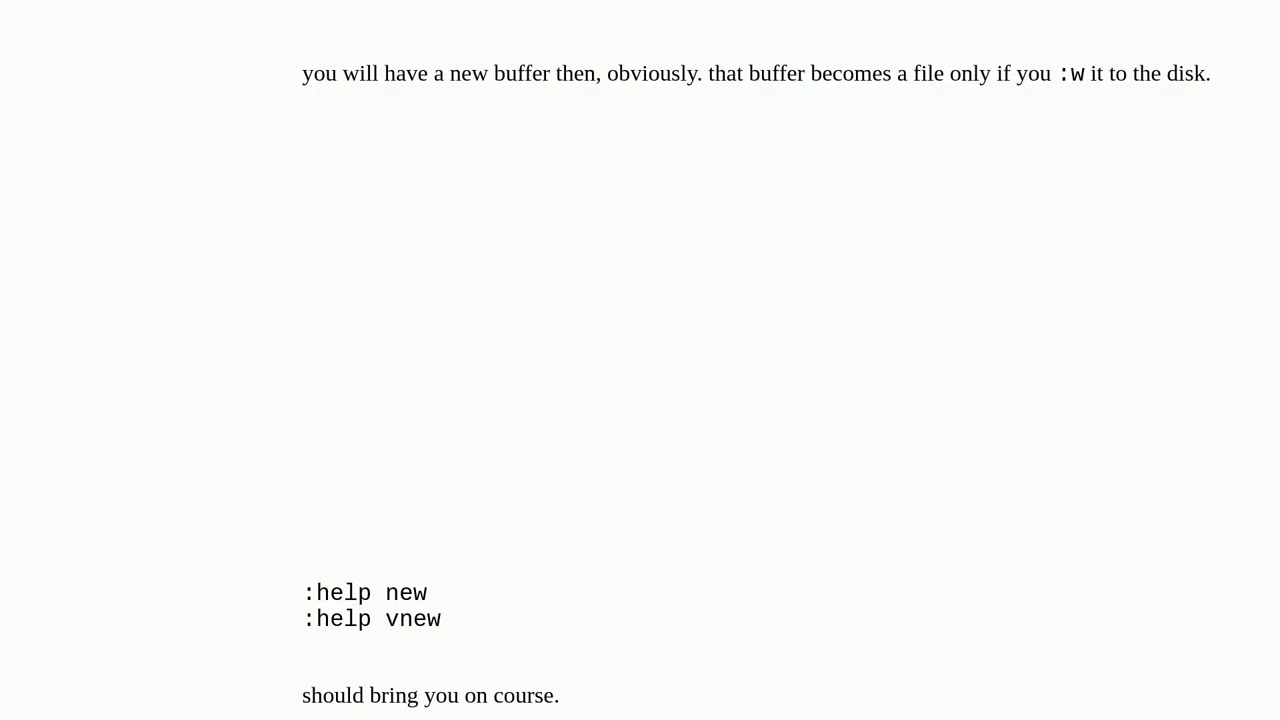 you will have a new buffer then, obviously. that buffer becomes a file only if you :w it to the disk.
:help new
:help vnew
should bring you on course.